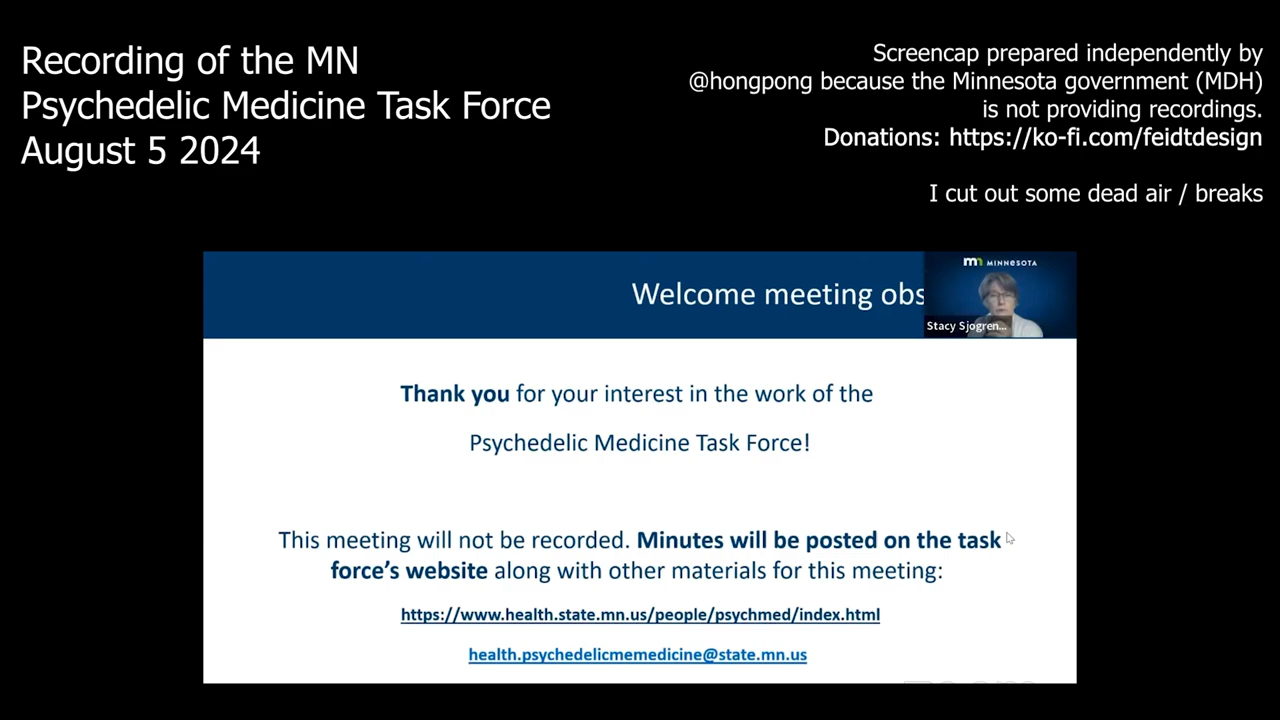 Recording of the MN
Psychedelic Medicine Task Force
August 5 2024
Screencap prepared independently by
@hongpong because the Minnesota government (MDH)
is not providing recordings.
Donations: https://ko-fi.com/feidtdesign
I cut out some dead air / breaks
Welcome meeting obs
mn MINNESOTA
Stacy Sjogren...
Thank you for your interest in the work of the
Psychedelic Medicine Task Force!
This meeting will not be recorded. Minutes will be posted on the task
force's website along with other materials for this meeting:
https://www.health.state.mn.us/people/psychmed/index.html
health.psychedelicmemedicine@state.mn.us